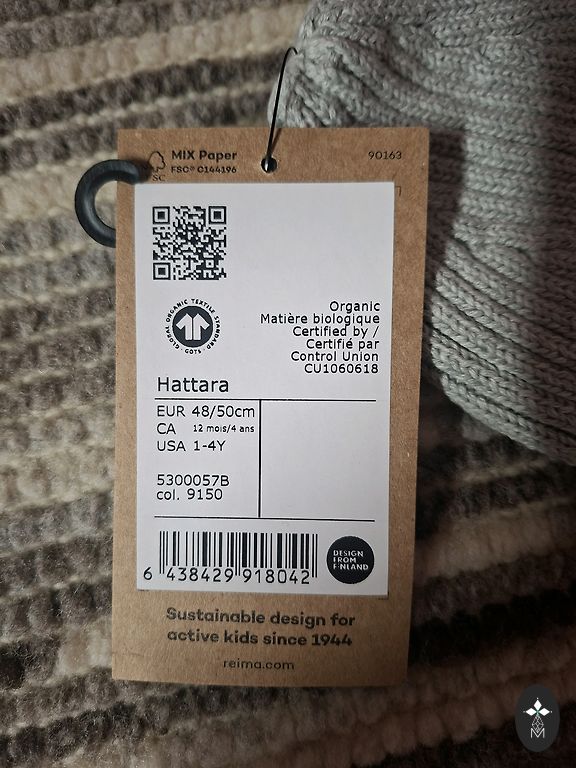 MIX Paper
FSC® C144196
90163
SC
GLOBAL ORGANIC TEXTILE STANDARD
GOTS
Organic
Matière biologique
Certified by /
Certifié par
Control Union
CU1060618
Hattara
EUR 48/50cm
CA 12 mois/4 ans
USA 1-4Y
5300057B
col. 9150
6 438429 918042
DESIGN
FROM
FINLAND
Sustainable design for
active kids since 1944
reima.com
M